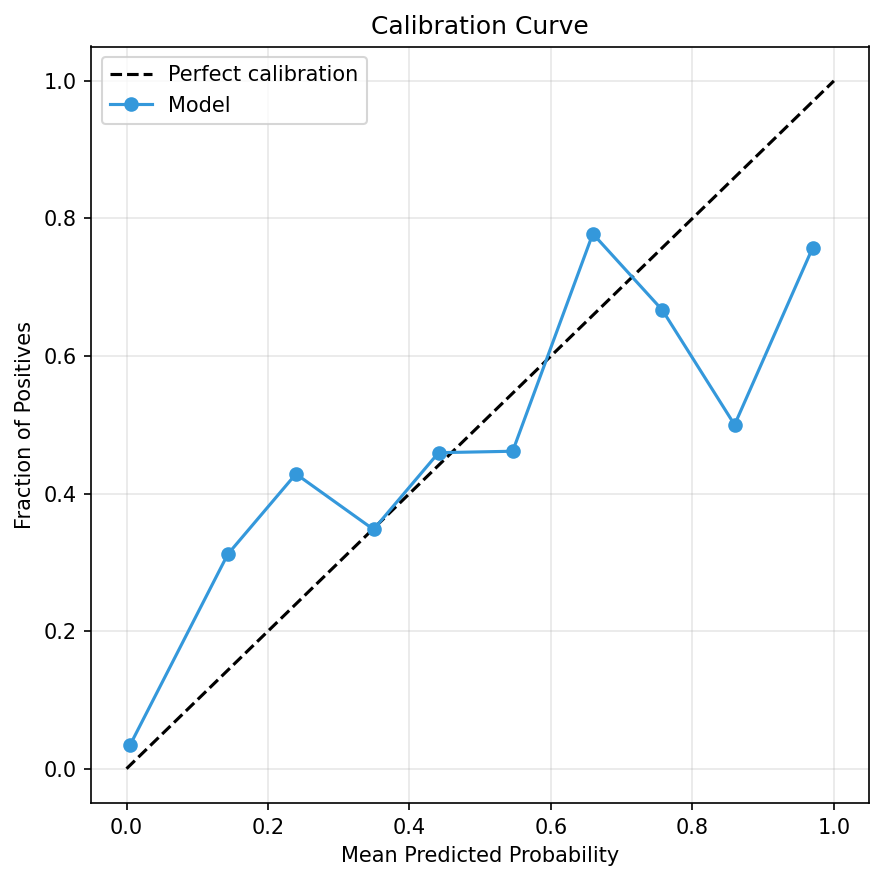 Calibration Curve
Perfect calibration
Model
1.0
0.8
0.6
0.4
0.2
0.0
Fraction of Positives
0.0 0.2 0.4 0.6 0.8 1.0
Mean Predicted Probability